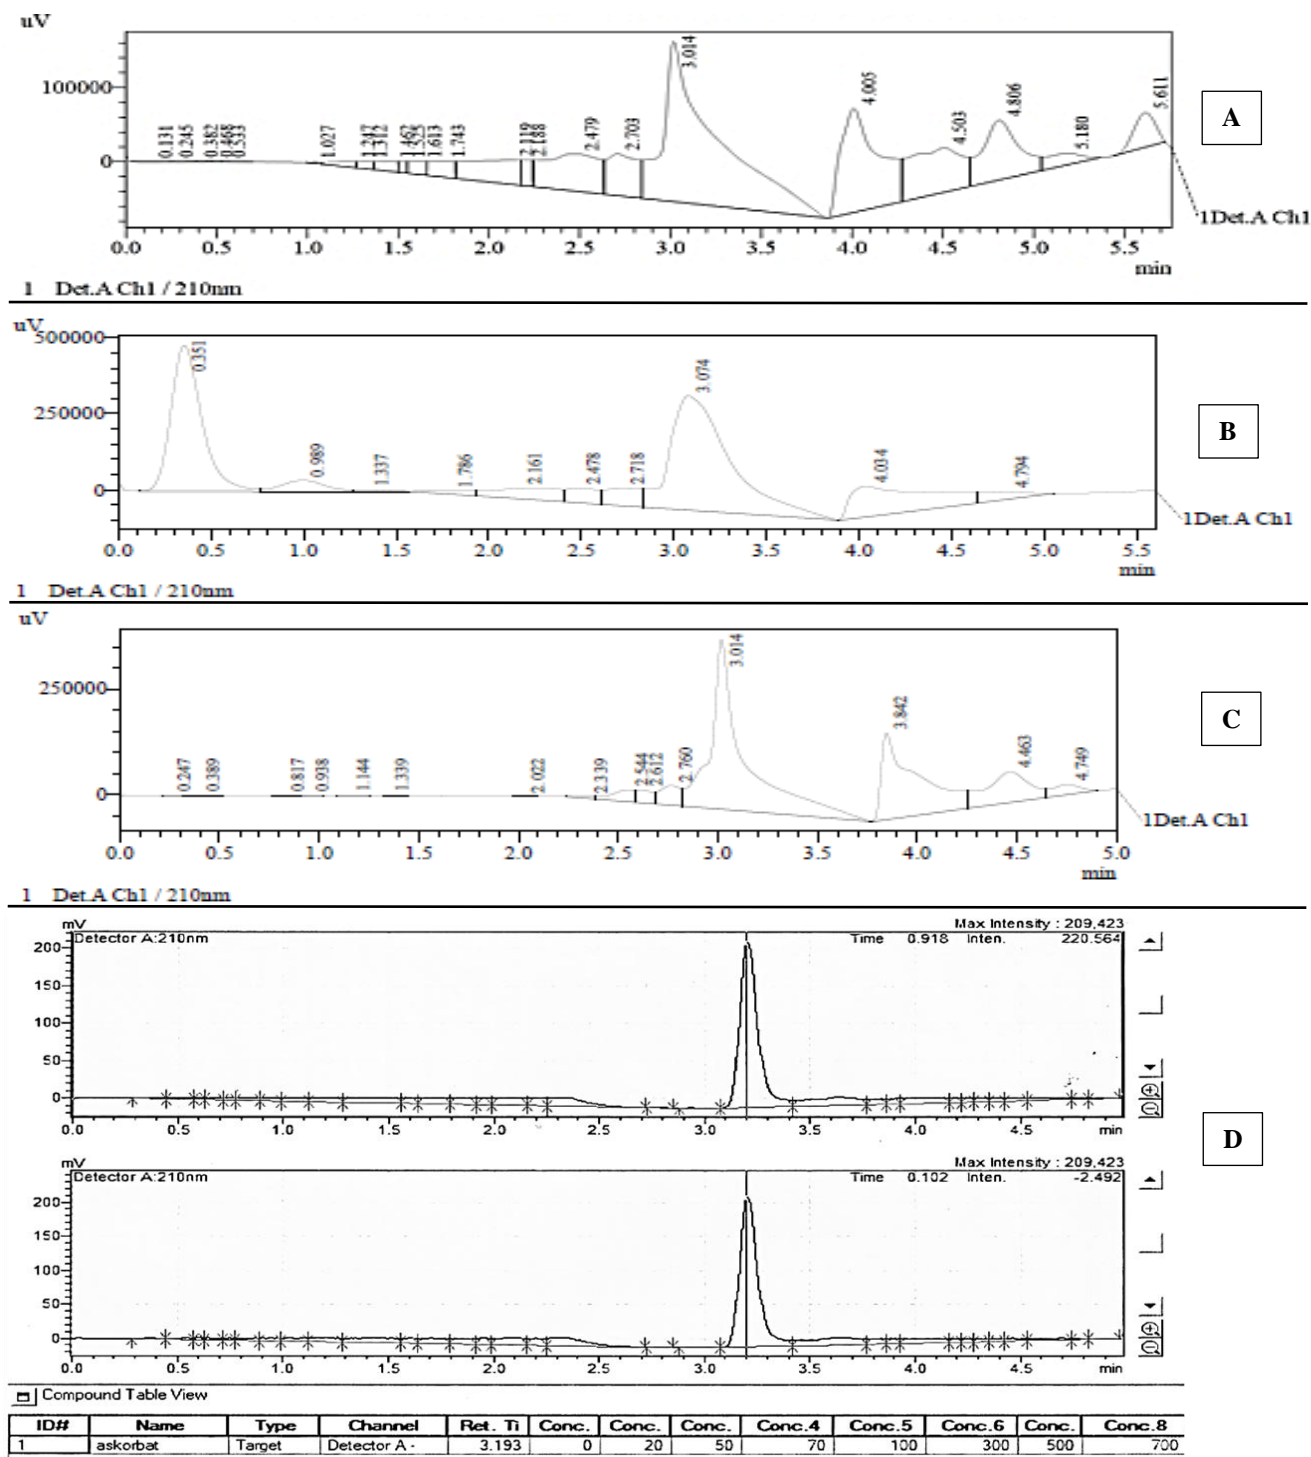 uV
100000
0
0.131 0.245 0.382 0.468 0.533 1.027 1.247 1.312 1.462 1.525 1.613 1.743 2.119 2.188 2.479 2.703 3.014 4.005 4.503 4.806 5.180 5.611
A
1Det.A Ch1
0.0 0.5 1.0 1.5 2.0 2.5 3.0 3.5 4.0 4.5 5.0 5.5
min
1 Det.A Ch1 / 210nm
uV
500000
250000
0
0.351 0.989 1.337 1.786 2.161 2.478 2.718 3.074 4.034 4.794
B
1Det.A Ch1
0.0 0.5 1.0 1.5 2.0 2.5 3.0 3.5 4.0 4.5 5.0 5.5
min
1 Det.A Ch1 / 210nm
uV
250000
0
0.247 0.389 0.817 0.938 1.144 1.339 2.022 2.339 2.544 2.612 2.760 3.014 3.842 4.463 4.749
C
1Det.A Ch1
0.0 0.5 1.0 1.5 2.0 2.5 3.0 3.5 4.0 4.5 5.0
min
1 Det.A Ch1 / 210nm
mV
Max Intensity : 209,423
Detector A:210nm
Time 0.918 Inten. 220.564
200
150
100
50
0
0.0 0.5 1.0 1.5 2.0 2.5 3.0 3.5 4.0 4.5 min
D
mV
Max Intensity : 209,423
Detector A:210nm
Time 0.102 Inten. -2.492
200
150
100
50
0
0.0 0.5 1.0 1.5 2.0 2.5 3.0 3.5 4.0 4.5 min
Compound Table View
ID# Name Type Channel Ret. Ti Conc. Conc. Conc. Conc.4 Conc.5 Conc.6 Conc. Conc.8
1 askorbat Target Detector A - 3.193 0 20 50 70 100 300 500 700